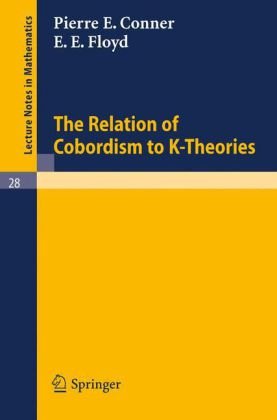 Pierre E. Conner
E. E. Floyd
Lecture Notes in Mathematics
The Relation of
Cobordism to K-Theories
28
Springer